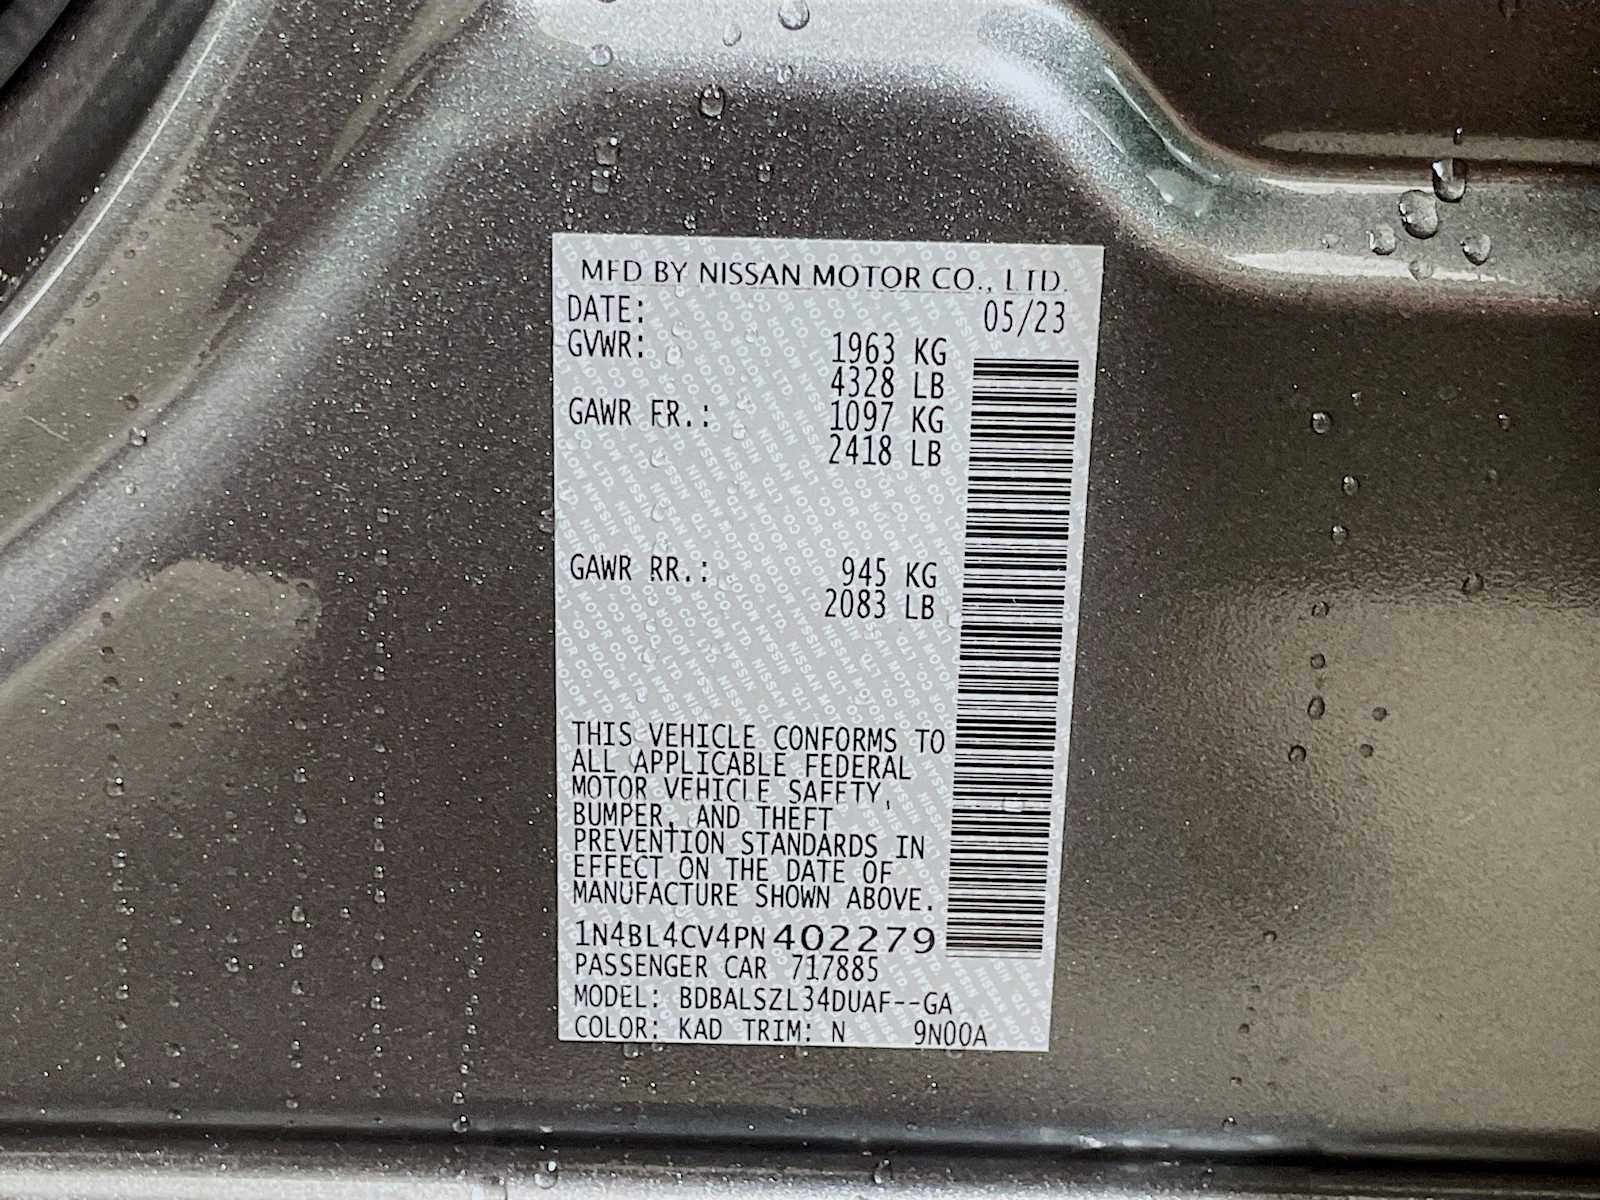 MFD BY NISSAN MOTOR CO., LTD.
DATE: 05/23
GVWR: 1963 KG
4328 LB
GAWR FR.: 1097 KG
2418 LB
GAWR RR.: 945 KG
2083 LB
THIS VEHICLE CONFORMS TO
ALL APPLICABLE FEDERAL
MOTOR VEHICLE SAFETY,
BUMPER, AND THEFT
PREVENTION STANDARDS IN
EFFECT ON THE DATE OF
MANUFACTURE SHOWN ABOVE.
1N4BL4CV4PN402279
PASSENGER CAR 717885
MODEL: BDBALSZL34DUAF--GA
COLOR: KAD TRIM: N 9N00A